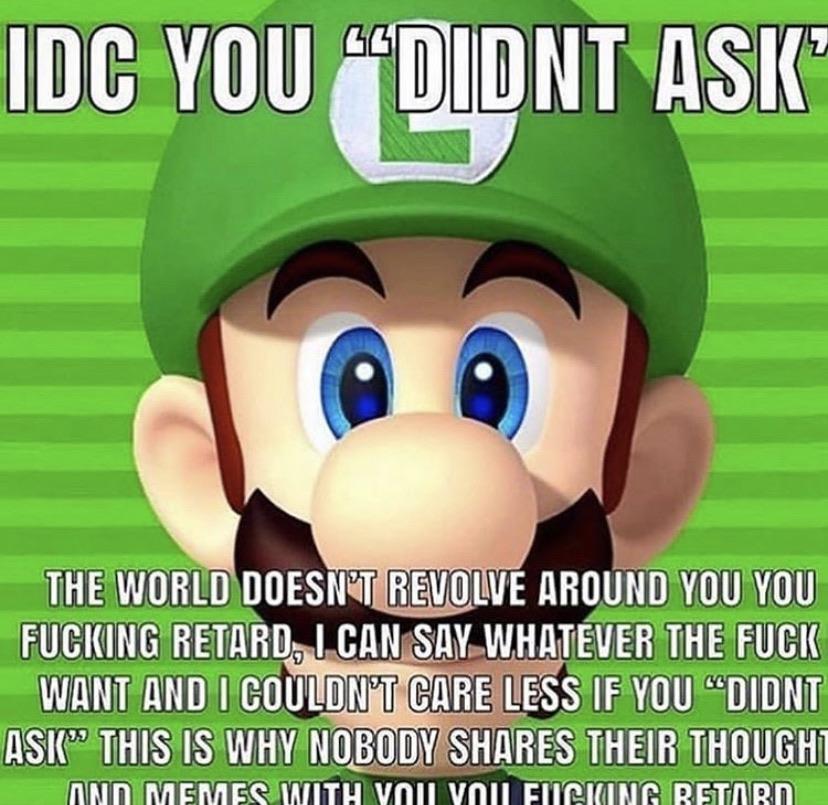 IDC YOU “DIDNT ASK”
L
THE WORLD DOESN'T REVOLVE AROUND YOU YOU
FUCKING RETARD, I CAN SAY WHATEVER THE FUCK
WANT AND I COULDN'T CARE LESS IF YOU “DIDNT
ASK” THIS IS WHY NOBODY SHARES THEIR THOUGHT
AND MEMES WITH YOU YOU FUCKING RETARD